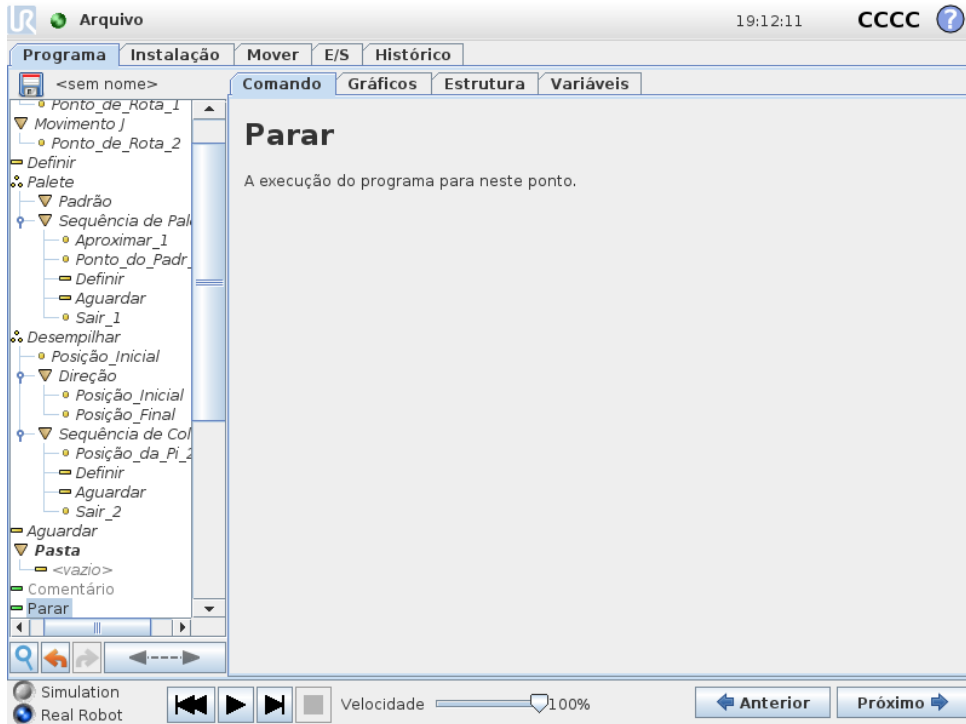 Arquivo 19:12:11 CCCC ?
Programa Instalação Mover E/S Histórico
<sem nome> Comando Gráficos Estrutura Variáveis
Ponto_de_Rota_1
Movimento J
Ponto_de_Rota_2
Definir
Palete
Padrão
Sequência de Pal
Aproximar_1
Ponto_do_Padr_
Definir
Aguardar
Sair_1
Desempilhar
Posição_Inicial
Direção
Posição_Inicial
Posição_Final
Sequência de Col
Posição_da_Pi_2
Definir
Aguardar
Sair_2
Aguardar
Pasta
<vazio>
Comentário
Parar
Parar
A execução do programa para neste ponto.
Simulation
Real Robot
Velocidade 100%
Anterior Próximo